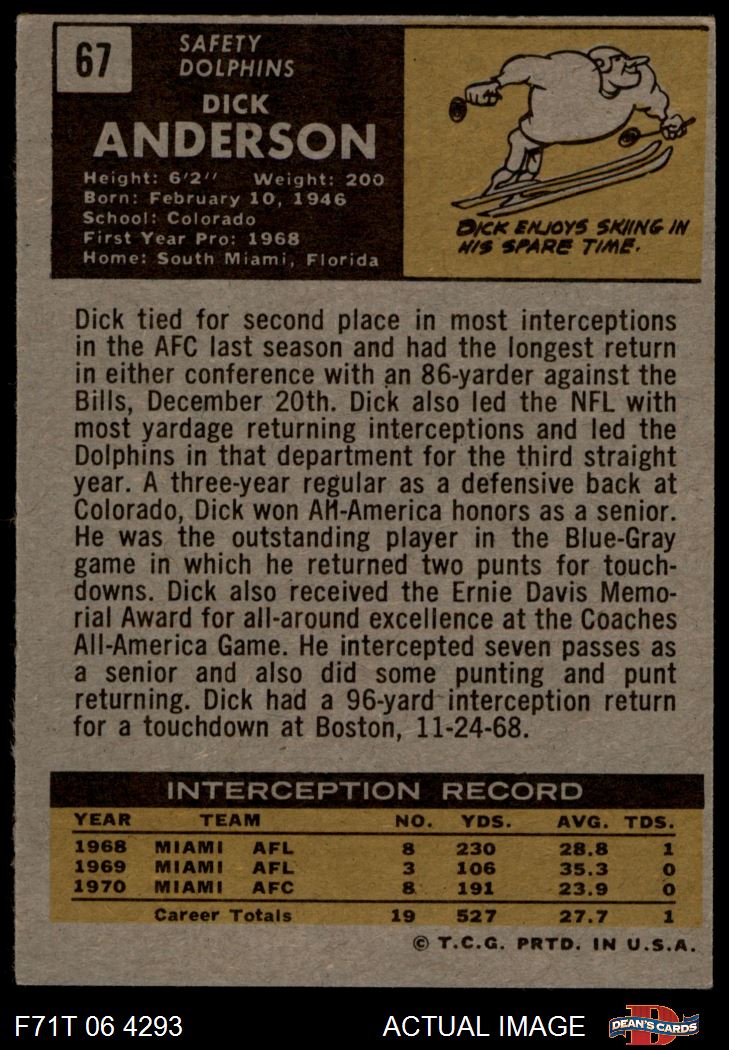 67
SAFETY
DOLPHINS
DICK
ANDERSON
Height: 6'2" Weight: 200
Born: February 10, 1946
School: Colorado
First Year Pro: 1968
Home: South Miami, Florida
DICK ENJOYS SKIING IN
HIS SPARE TIME.
Dick tied for second place in most interceptions
in the AFC last season and had the longest return
in either conference with an 86-yarder against the
Bills, December 20th. Dick also led the NFL with
most yardage returning interceptions and led the
Dolphins in that department for the third straight
year. A three-year regular as a defensive back at
Colorado, Dick won All-America honors as a senior.
He was the outstanding player in the Blue-Gray
game in which he returned two punts for touch-
downs. Dick also received the Ernie Davis Memo-
rial Award for all-around excellence at the Coaches
All-America Game. He intercepted seven passes as
a senior and also did some punting and punt
returning. Dick had a 96-yard interception return
for a touchdown at Boston, 11-24-68.
INTERCEPTION RECORD
YEAR TEAM NO. YDS. AVG. TDS.
1968 MIAMI AFL 8 230 28.8 1
1969 MIAMI AFL 3 106 35.3 0
1970 MIAMI AFC 8 191 23.9 0
Career Totals 19 527 27.7 1
© T.C.G. PRTD. IN U.S.A.
F71T 06 4293 ACTUAL IMAGE
DEAN'S CARDS